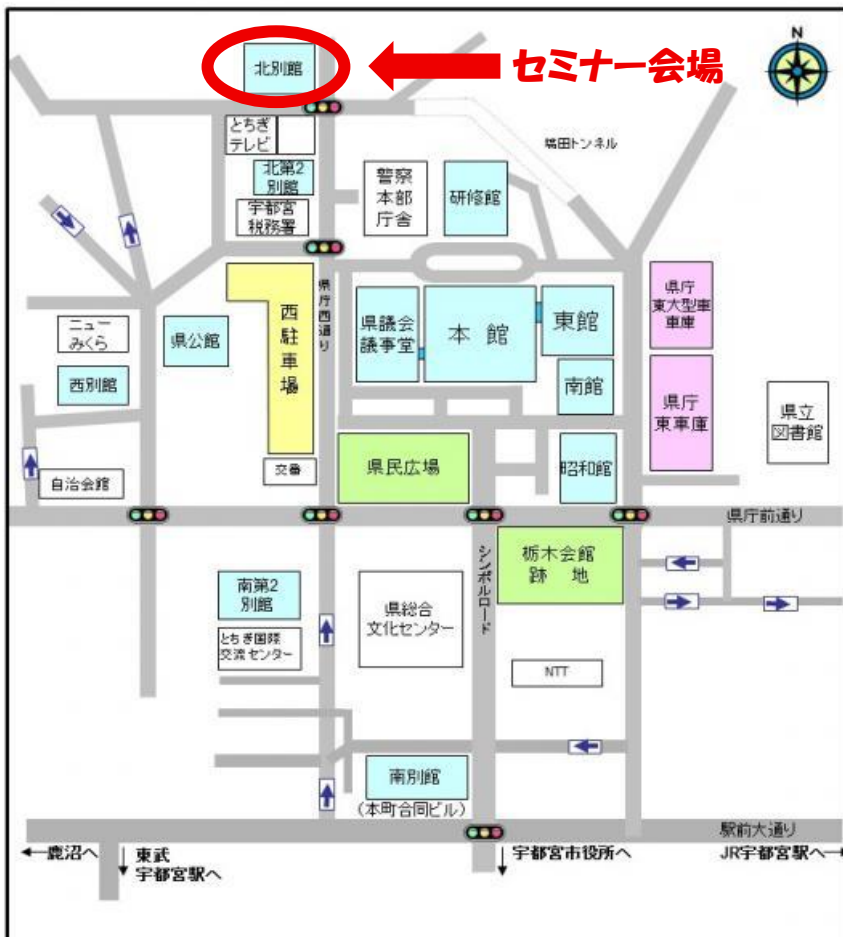 N
北別館
セミナー会場
とちぎ
テレビ
塙田トンネル
北第2
別館
警察
本部
庁舎
研修館
宇都宮
税務署
県庁西通り
県庁
東大型車
車庫
西駐車場
県議会
議事堂
本館
東館
ニュー
みくら
県公館
西別館
南館
県庁
東車庫
県立
図書館
県民広場
昭和館
交番
自治会館
県庁前通り
シンボルロード
栃木会館
跡地
南第2
別館
県総合
文化センター
とちぎ国際
交流センター
NTT
南別館
(本町合同ビル)
駅前大通り
鹿沼へ
東武
宇都宮駅へ
宇都宮市役所へ
JR宇都宮駅へ